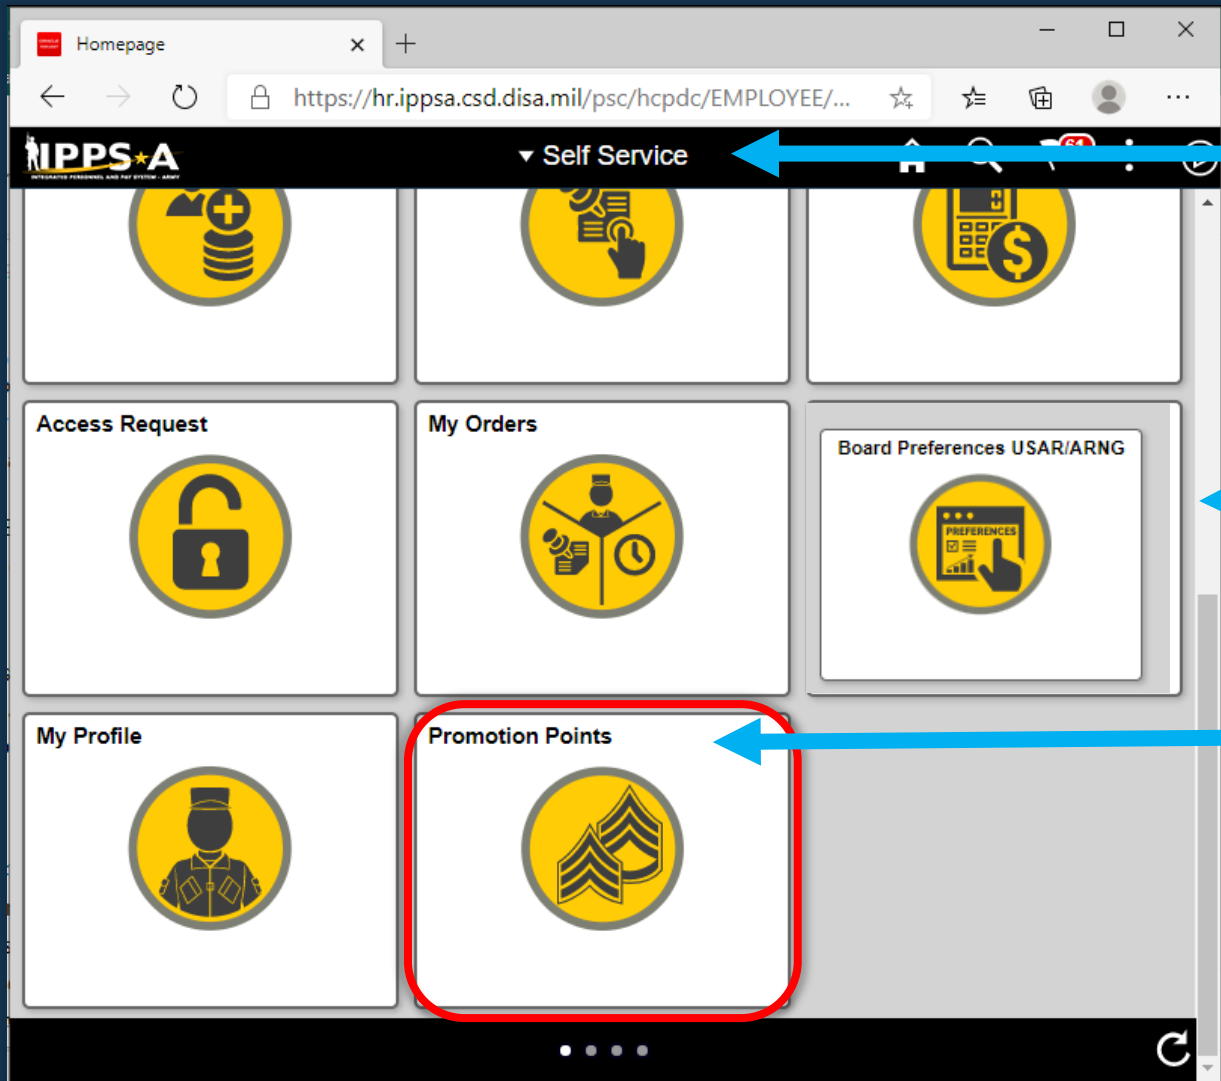 Homepage
https://hr.ippsa.csd.disa.mil/psc/hcpdc/EMPLOYEE/...
IPPS★A
INTEGRATED PERSONNEL AND PAY SYSTEM - ARMY
Self Service
61
Access Request
My Orders
Board Preferences USAR/ARNG
PREFERENCES
My Profile
Promotion Points